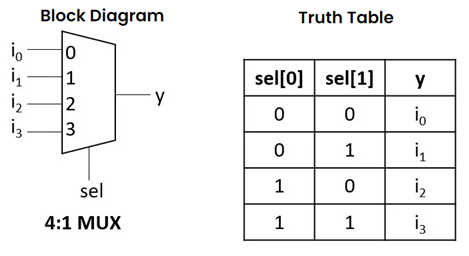 Block Diagram
i₀ 0
i₁ 1
i₂ 2
i₃ 3
y
sel
4:1 MUX
Truth Table
sel[0] sel[1] y
0 0 i₀
0 1 i₁
1 0 i₂
1 1 i₃